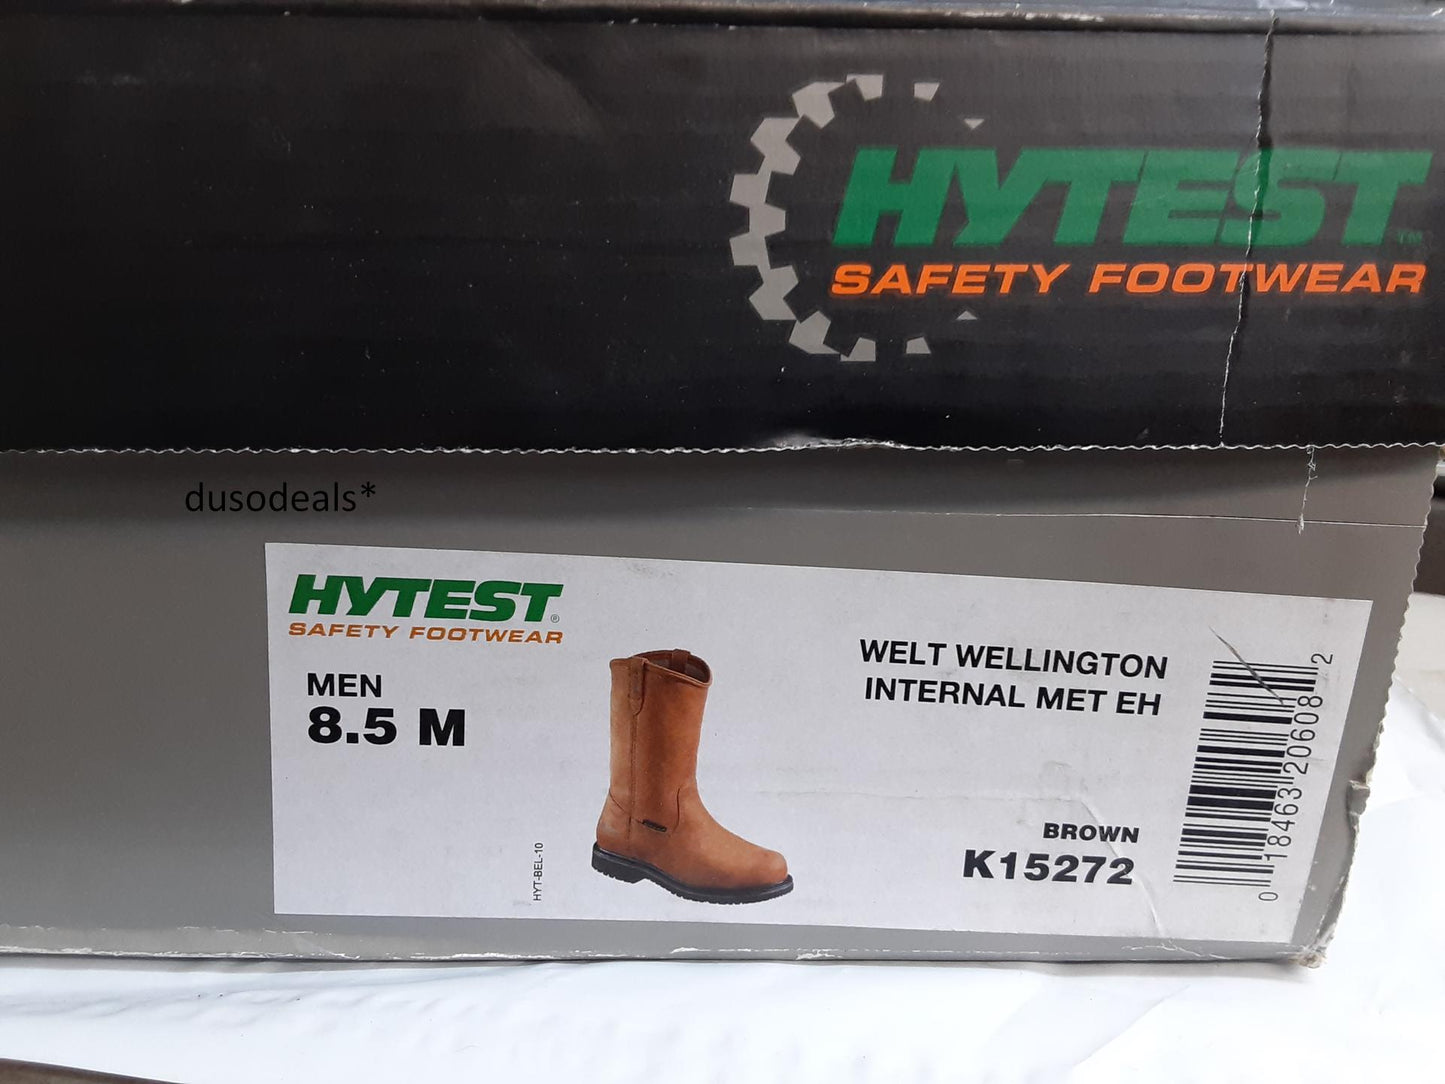 HYTEST™
SAFETY FOOTWEAR
dusodeals*
HYTEST®
SAFETY FOOTWEAR
MEN
8.5 M
WELT WELLINGTON
INTERNAL MET EH
BROWN
K15272
HYT-BEL-10
0 18463 20608 2